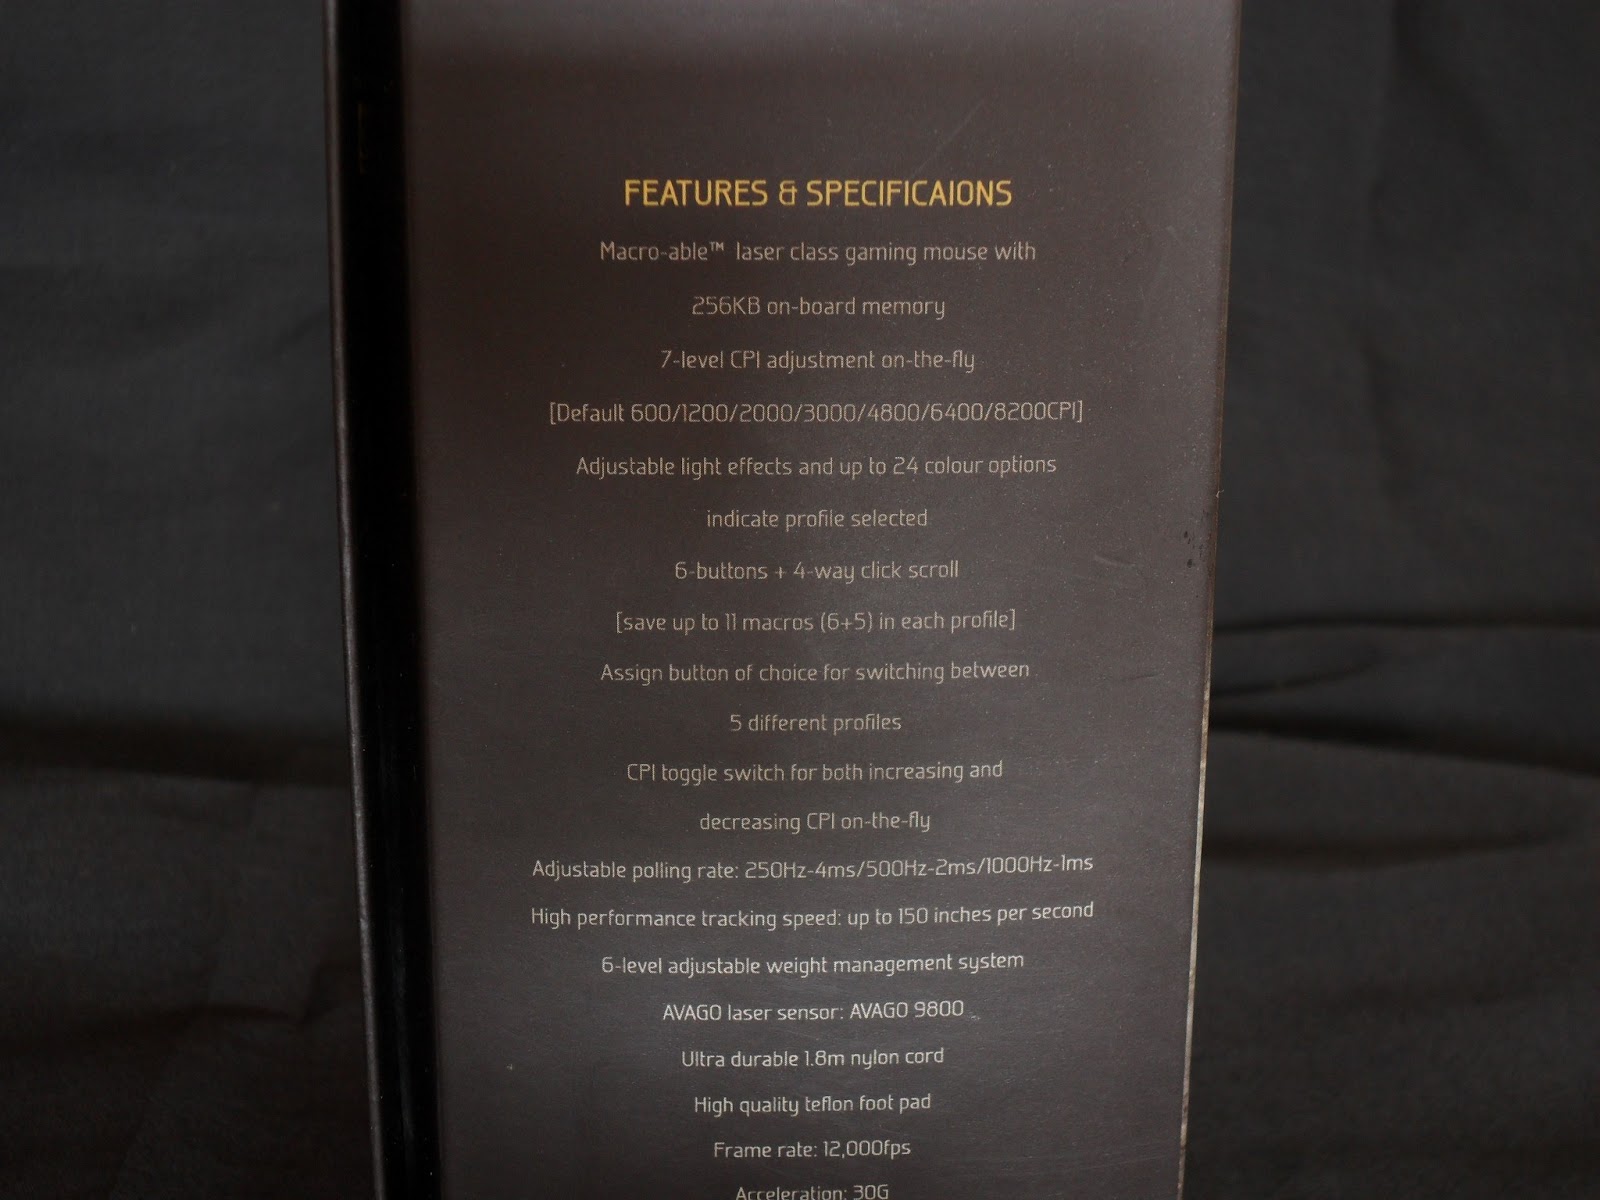 FEATURES & SPECIFICAIONS
Macro-able™ laser class gaming mouse with
256KB on-board memory
7-level CPI adjustment on-the-fly
[Default 600/1200/2000/3000/4800/6400/8200CPI]
Adjustable light effects and up to 24 colour options
indicate profile selected
6-buttons + 4-way click scroll
[save up to 11 macros (6+5) in each profile]
Assign button of choice for switching between
5 different profiles
CPI toggle switch for both increasing and
decreasing CPI on-the-fly
Adjustable polling rate: 250Hz-4ms/500Hz-2ms/1000Hz-1ms
High performance tracking speed: up to 150 inches per second
6-level adjustable weight management system
AVAGO laser sensor: AVAGO 9800
Ultra durable 1.8m nylon cord
High quality teflon foot pad
Frame rate: 12,000fps
Acceleration: 30G